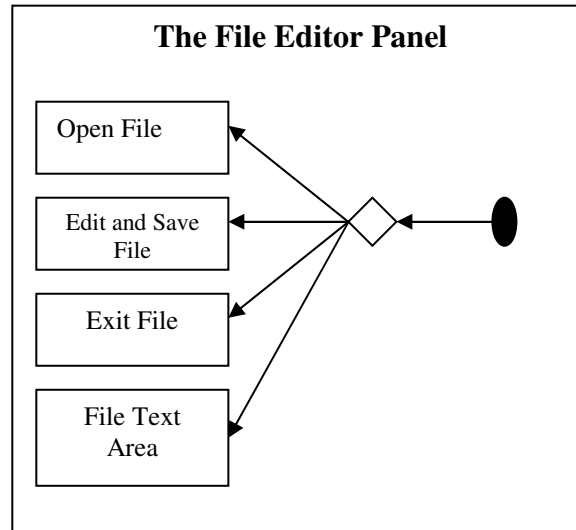 The File Editor Panel
Open File
Edit and Save
File
Exit File
File Text
Area